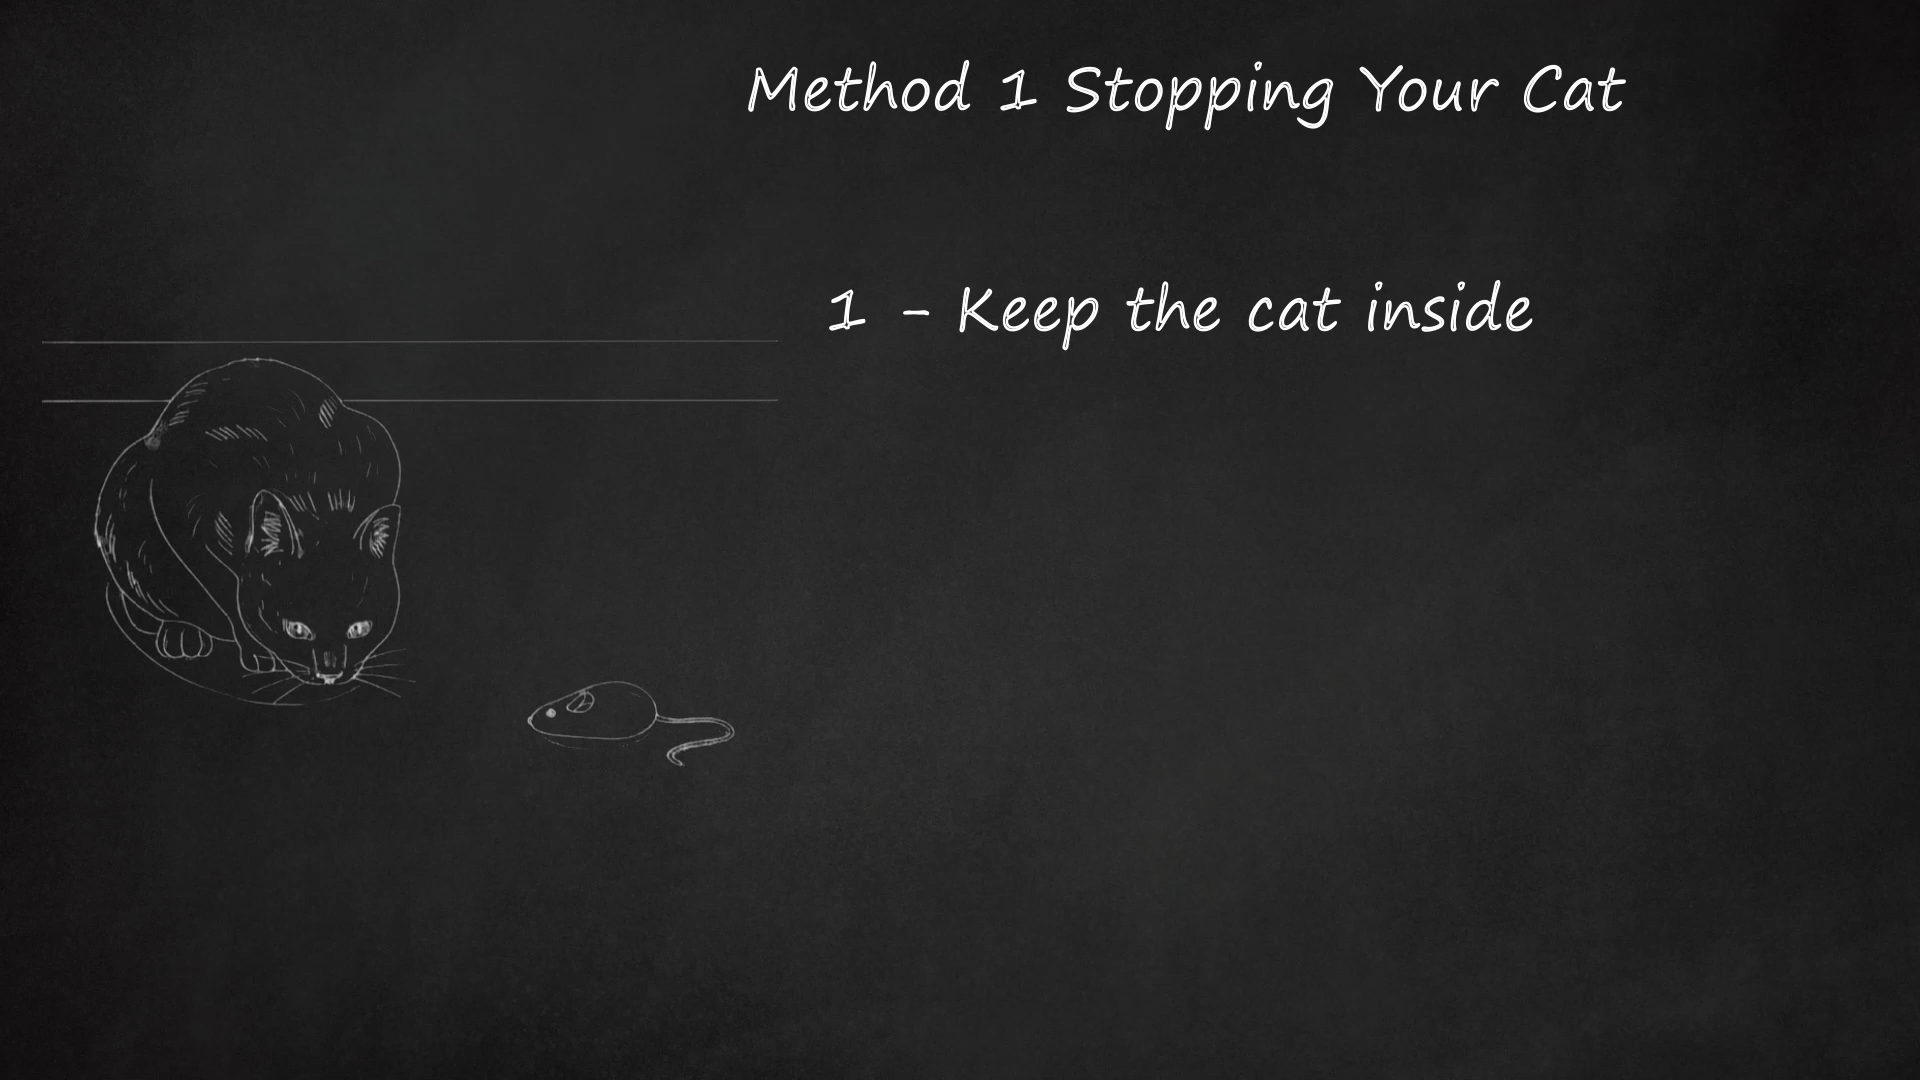 Method 1 Stopping Your Cat
1 - Keep the cat inside